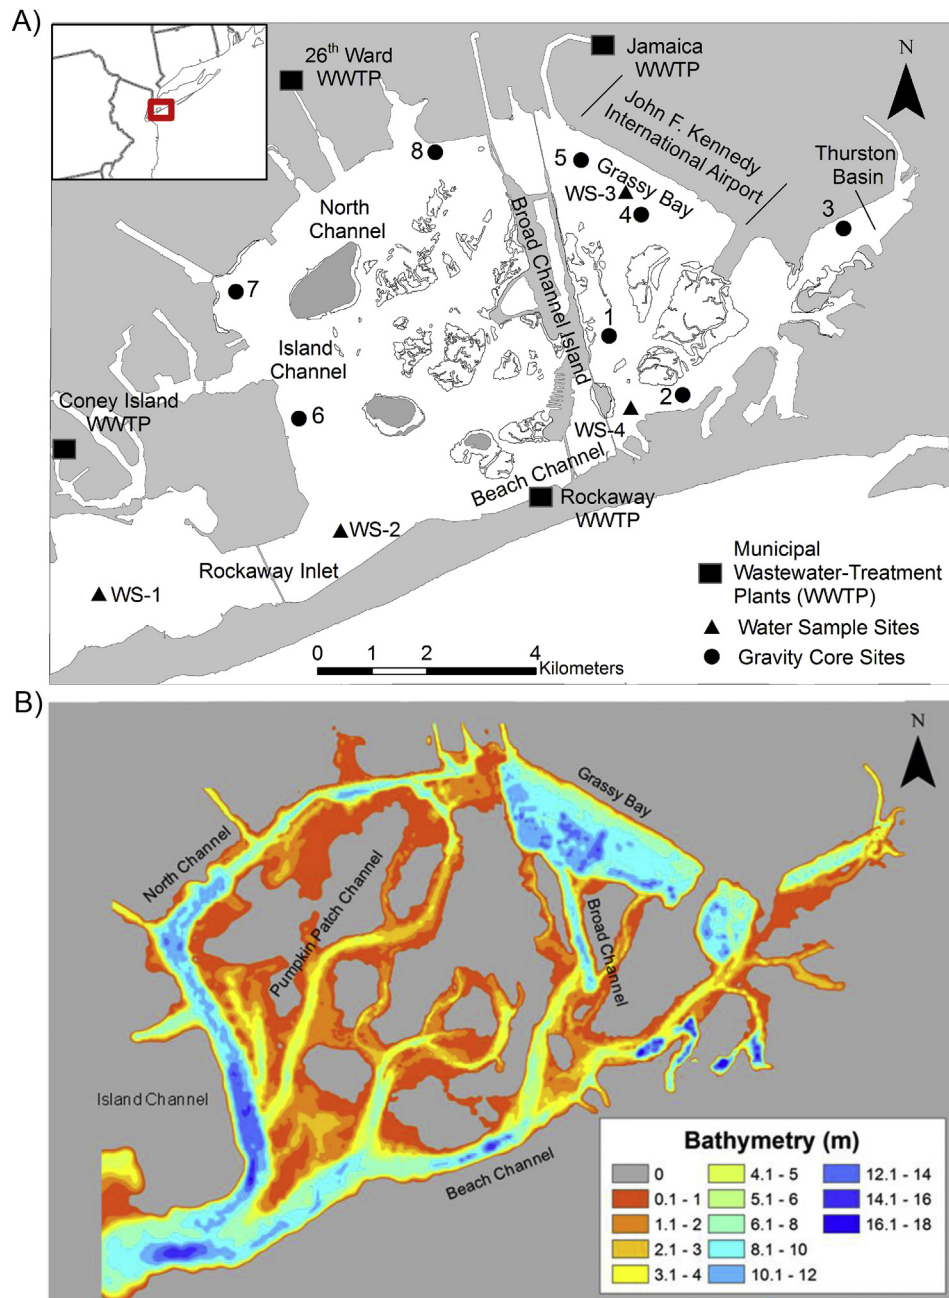 A)
26th Ward
WWTP
Jamaica
WWTP
N
John F. Kennedy
International Airport
Thurston
Basin
8
5
Grassy Bay
WS-3
4
3
North
Channel
Broad Channel Island
7
1
Island
Channel
2
Coney Island
WWTP
6
WS-4
Beach Channel
Rockaway
WWTP
WS-2
Rockaway Inlet
WS-1
Municipal
Wastewater-Treatment
Plants (WWTP)
Water Sample Sites
Gravity Core Sites
0 1 2 4
Kilometers
B)
N
Grassy Bay
North Channel
Pumpkin Patch Channel
Broad Channel
Island Channel
Beach Channel
Bathymetry (m)
0
0.1 - 1
1.1 - 2
2.1 - 3
3.1 - 4
4.1 - 5
5.1 - 6
6.1 - 8
8.1 - 10
10.1 - 12
12.1 - 14
14.1 - 16
16.1 - 18